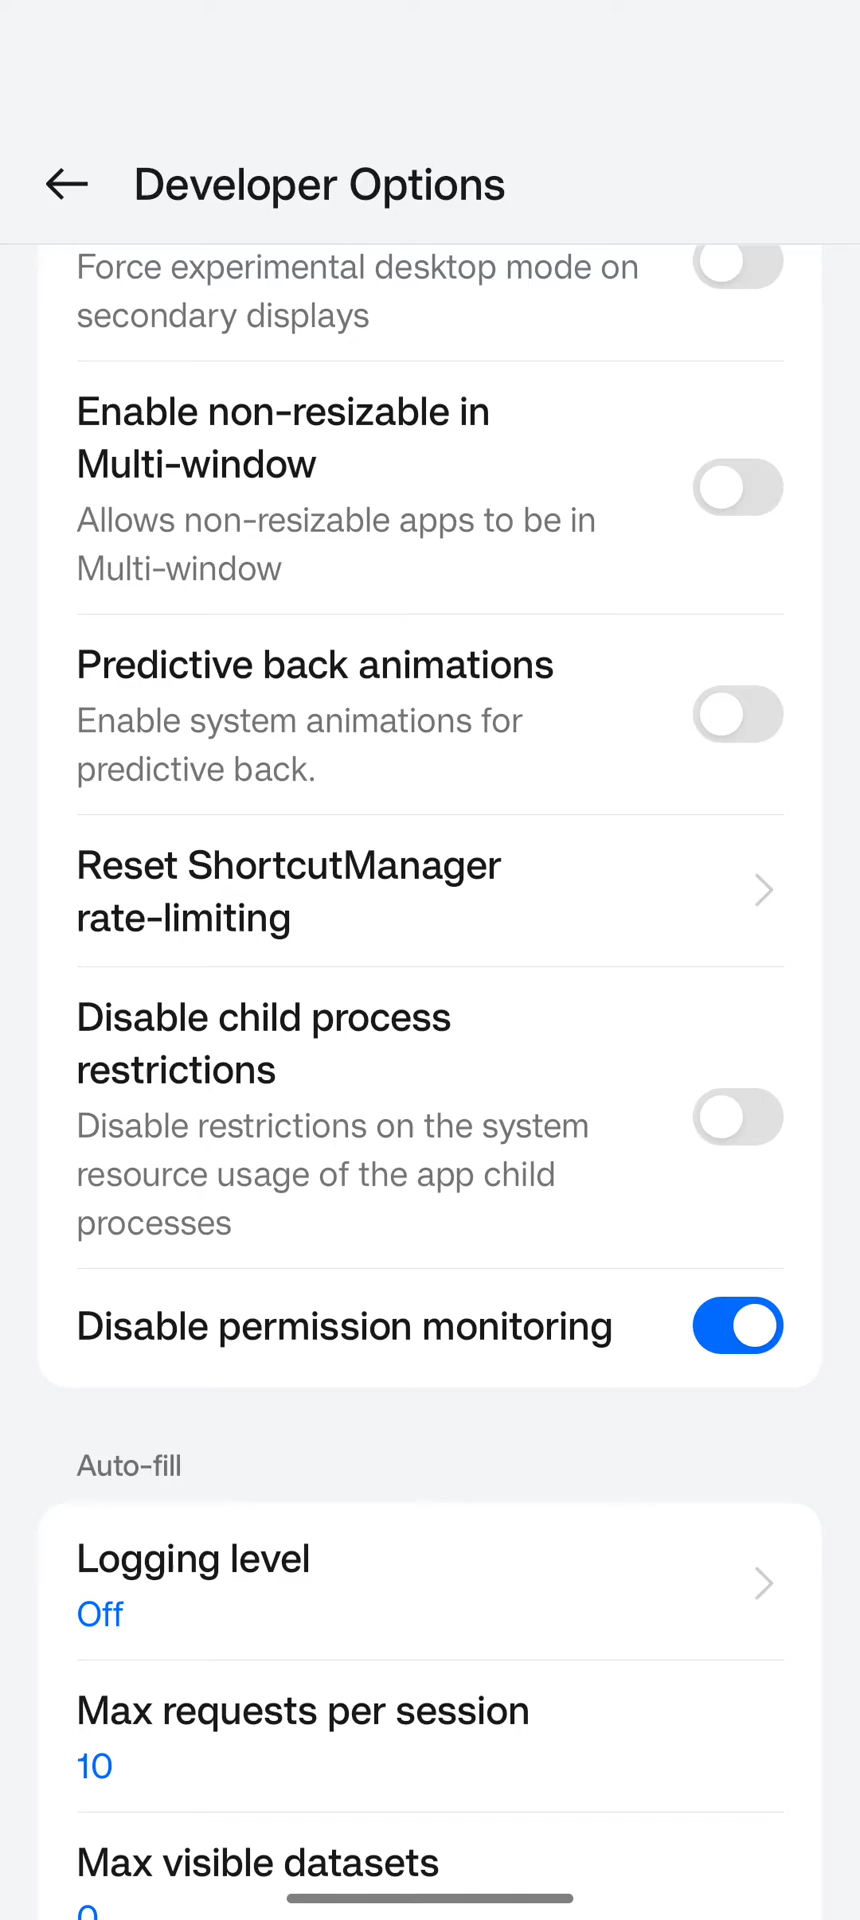 Developer Options
Force experimental desktop mode on
secondary displays
Enable non-resizable in
Multi-window
Allows non-resizable apps to be in
Multi-window
Predictive back animations
Enable system animations for
predictive back.
Reset ShortcutManager
rate-limiting
Disable child process
restrictions
Disable restrictions on the system
resource usage of the app child
processes
Disable permission monitoring
Auto-fill
Logging level
Off
Max requests per session
10
Max visible datasets
0